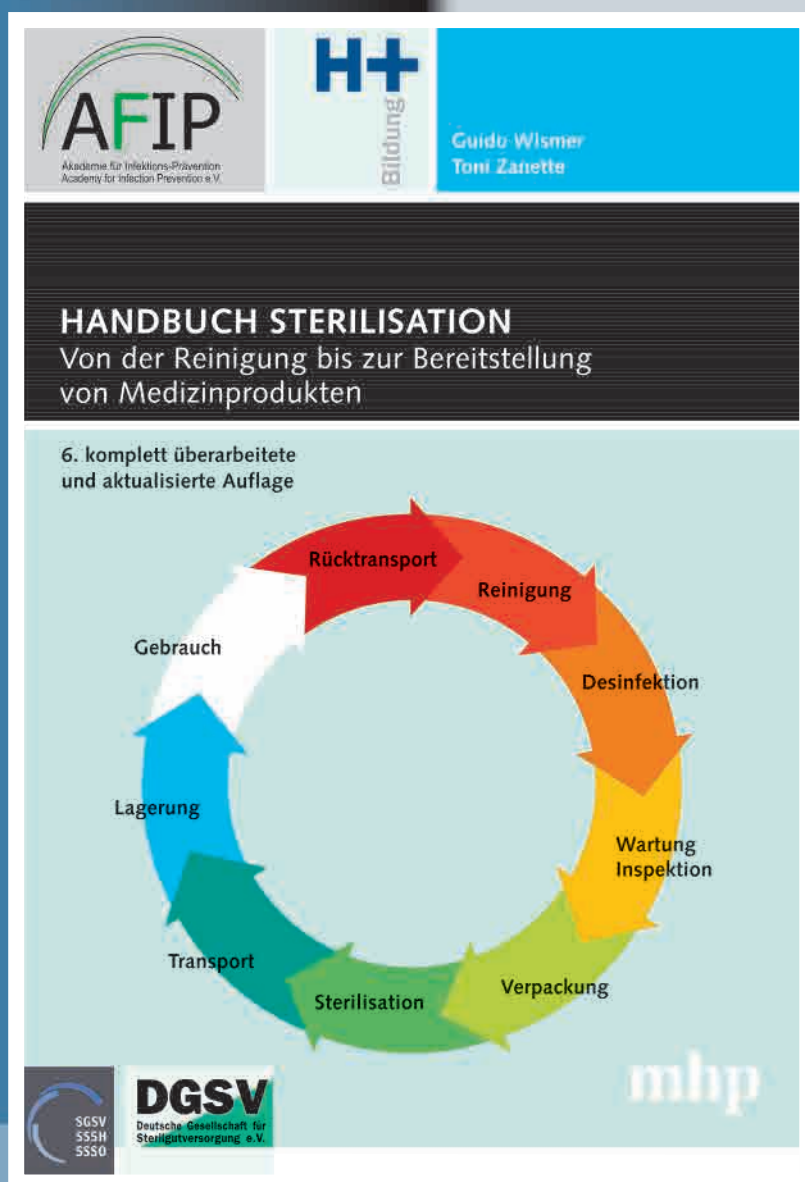 AFIP
Akademie für Infektions-Prävention
Academy for Infection Prevention e.V.
H+
Bildung
Guido Wismer
Toni Zanette
HANDBUCH STERILISATION
Von der Reinigung bis zur Bereitstellung
von Medizinprodukten
6. komplett überarbeitete
und aktualisierte Auflage
Rücktransport
Reinigung
Desinfektion
Wartung
Inspektion
Verpackung
Sterilisation
Transport
Lagerung
Gebrauch
mhp
SGSV
SSSH
SSSO
DGSV
Deutsche Gesellschaft für
Sterilgutversorgung e.V.